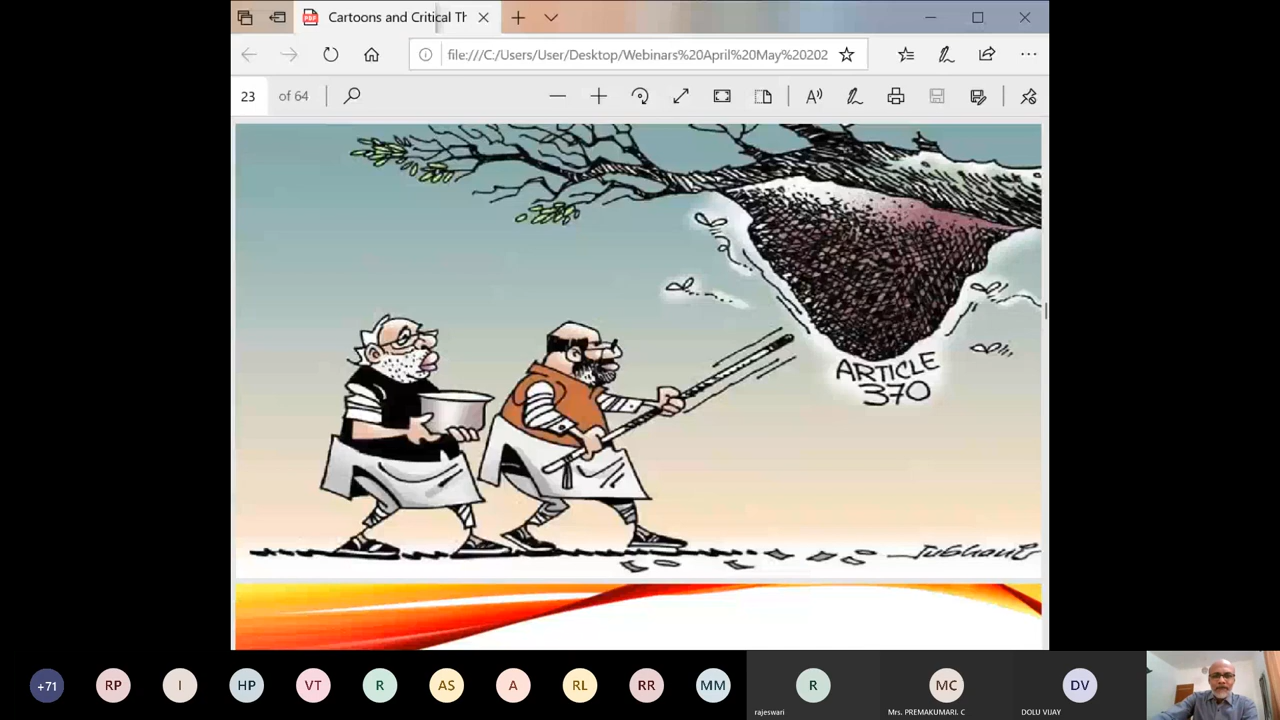 Cartoons and Critical Th
file:///C:/Users/User/Desktop/Webinars%20April%20May%20202
23 of 64
ARTICLE
370
+71
RP
I
HP
VT
R
AS
A
RL
RR
MM
R
MC
DV
rajeswari
Mrs. PREMAKUMARI. C
DOLU VIJAY